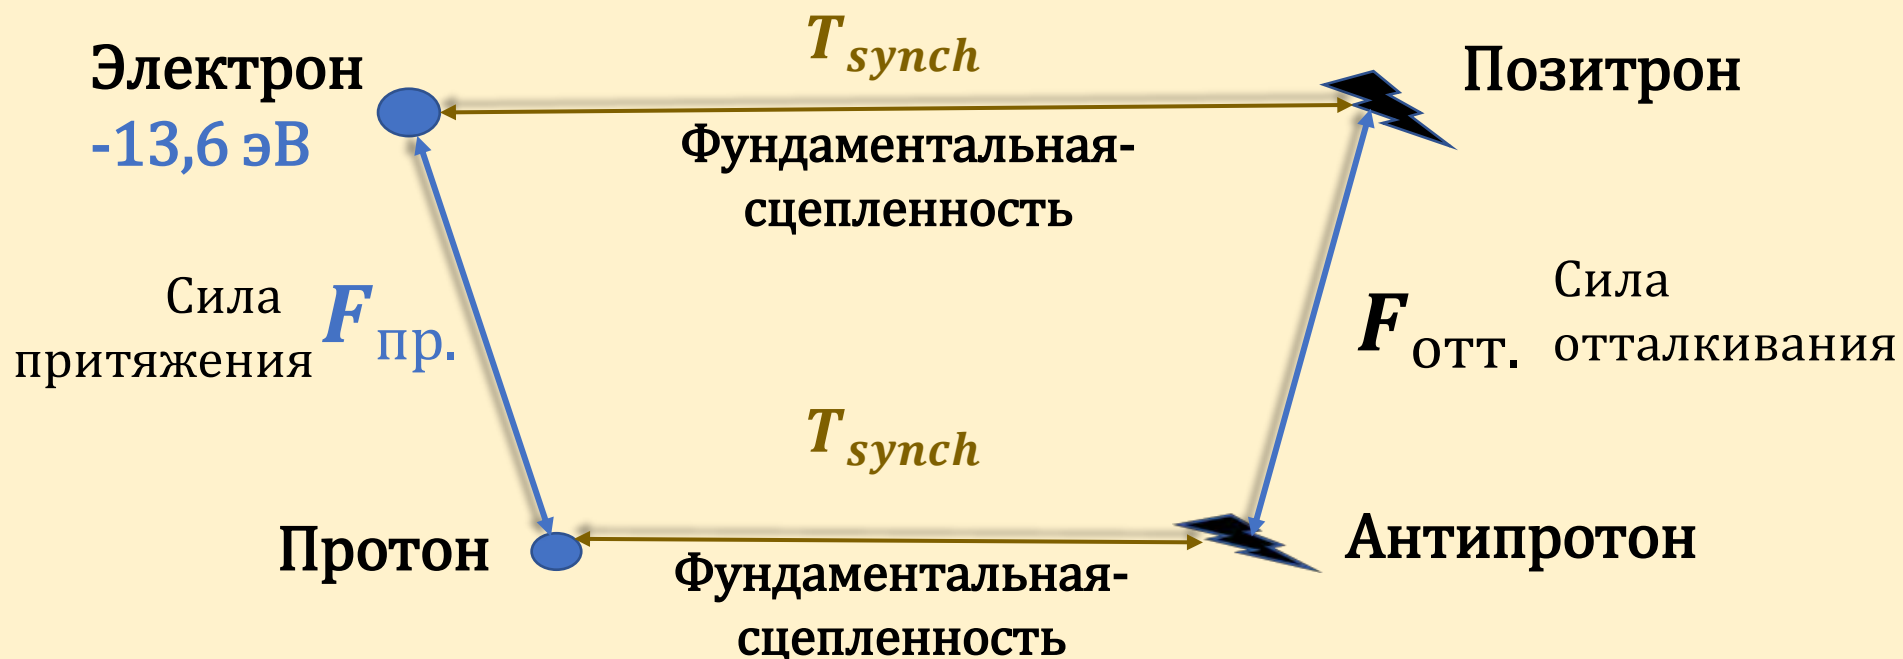 T synch
Электрон
Позитрон
-13,6 эВ
Фундаментальная-
сцепленность
Сила
притяжения
F пр.
F отт.
Сила
отталкивания
T synch
Протон
Антипротон
Фундаментальная-
сцепленность